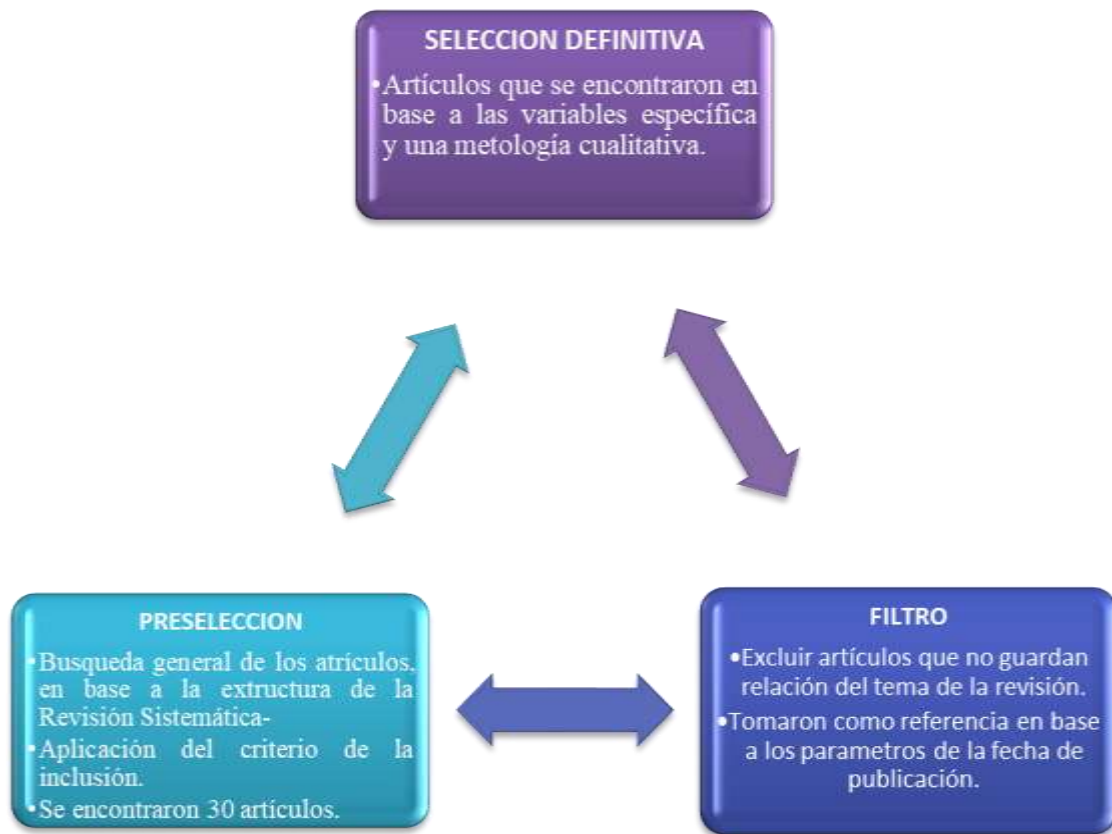 SELECCION DEFINITIVA
•Artículos que se encontraron en
base a las variables específica
y una metología cualitativa.
PRESELECCION
•Busqueda general de los atrículos,
en base a la extructura de la
Revisión Sistemática-
•Aplicación del criterio de la
inclusión.
•Se encontraron 30 artículos.
FILTRO
•Excluir artículos que no guardan
relación del tema de la revisión.
•Tomaron como referencia en base
a los parametros de la fecha de
publicación.